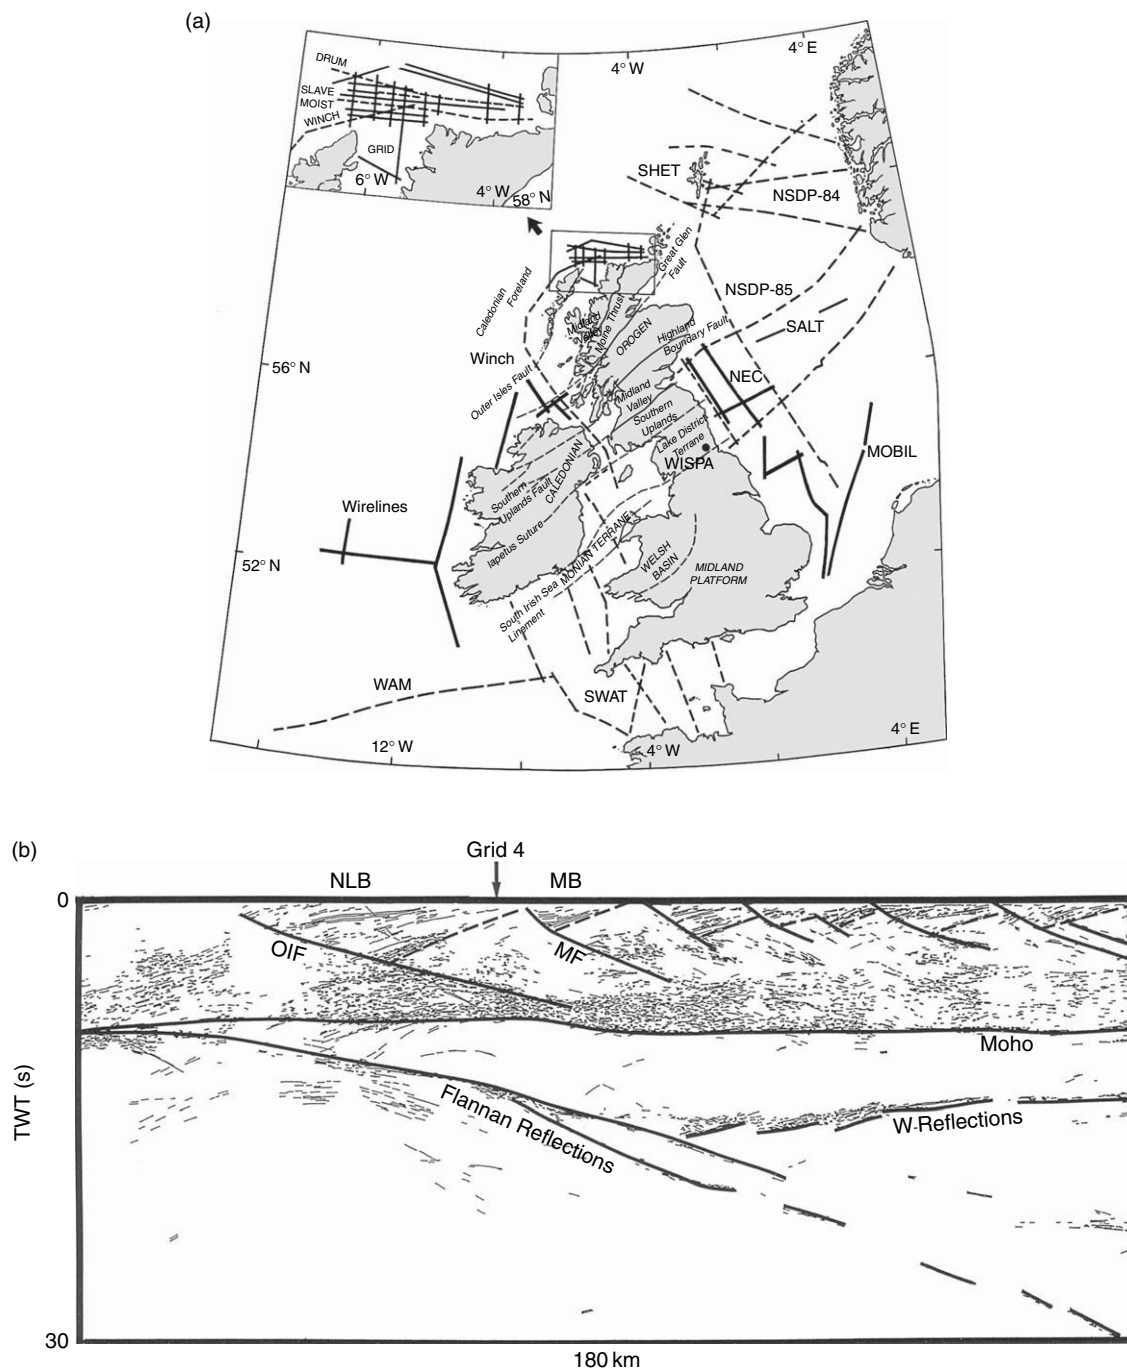 (a)
4° E
4° W
DRUM
SLAVE
MOIST
WINCH
GRID
6° W
4° W
58° N
SHET
NSDP-84
Great Glen
Fault
Caledonian
Foreland
NSDP-85
Midland
Valley
Moine Thrust
OROGEN
Highland
Boundary Fault
SALT
Winch
56° N
Outer Isles Fault
NEC
Midland
Valley
Southern
Uplands
Lake District
Terrane
WISPA
MOBIL
CALEDONIAN
Southern
Uplands Fault
Wirelines
Iapetus Suture
MONIAN TERRANE
WELSH
BASIN
MIDLAND
PLATFORM
52° N
South Irish Sea
Linement
WAM
SWAT
12° W
4° W
4° E
(b)
Grid 4
NLB
MB
0
OIF
MF
Moho
TWT (s)
Flannan Reflections
W-Reflections
30
180 km